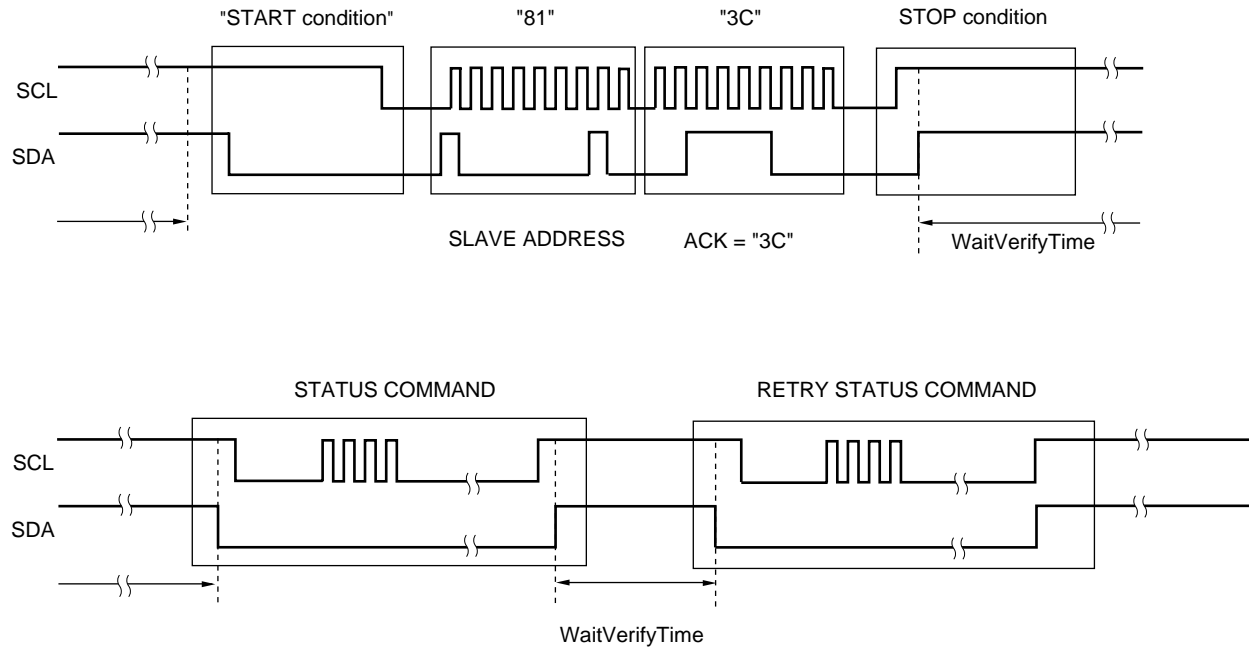 "START condition"
"81"
"3C"
STOP condition
SCL
SDA
SLAVE ADDRESS
ACK = "3C"
WaitVerifyTime
STATUS COMMAND
RETRY STATUS COMMAND
SCL
SDA
WaitVerifyTime